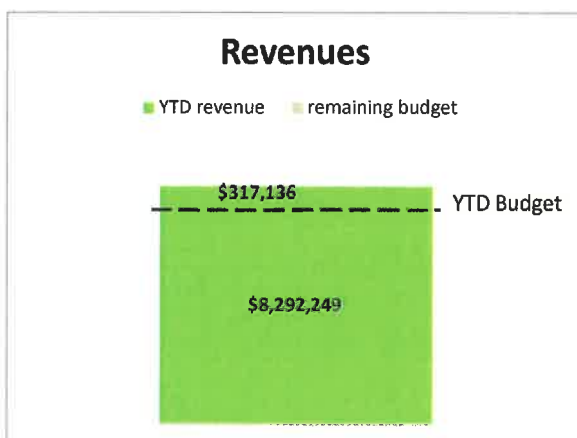 Revenues
YTD revenue remaining budget
$317,136
YTD Budget
$8,292,249